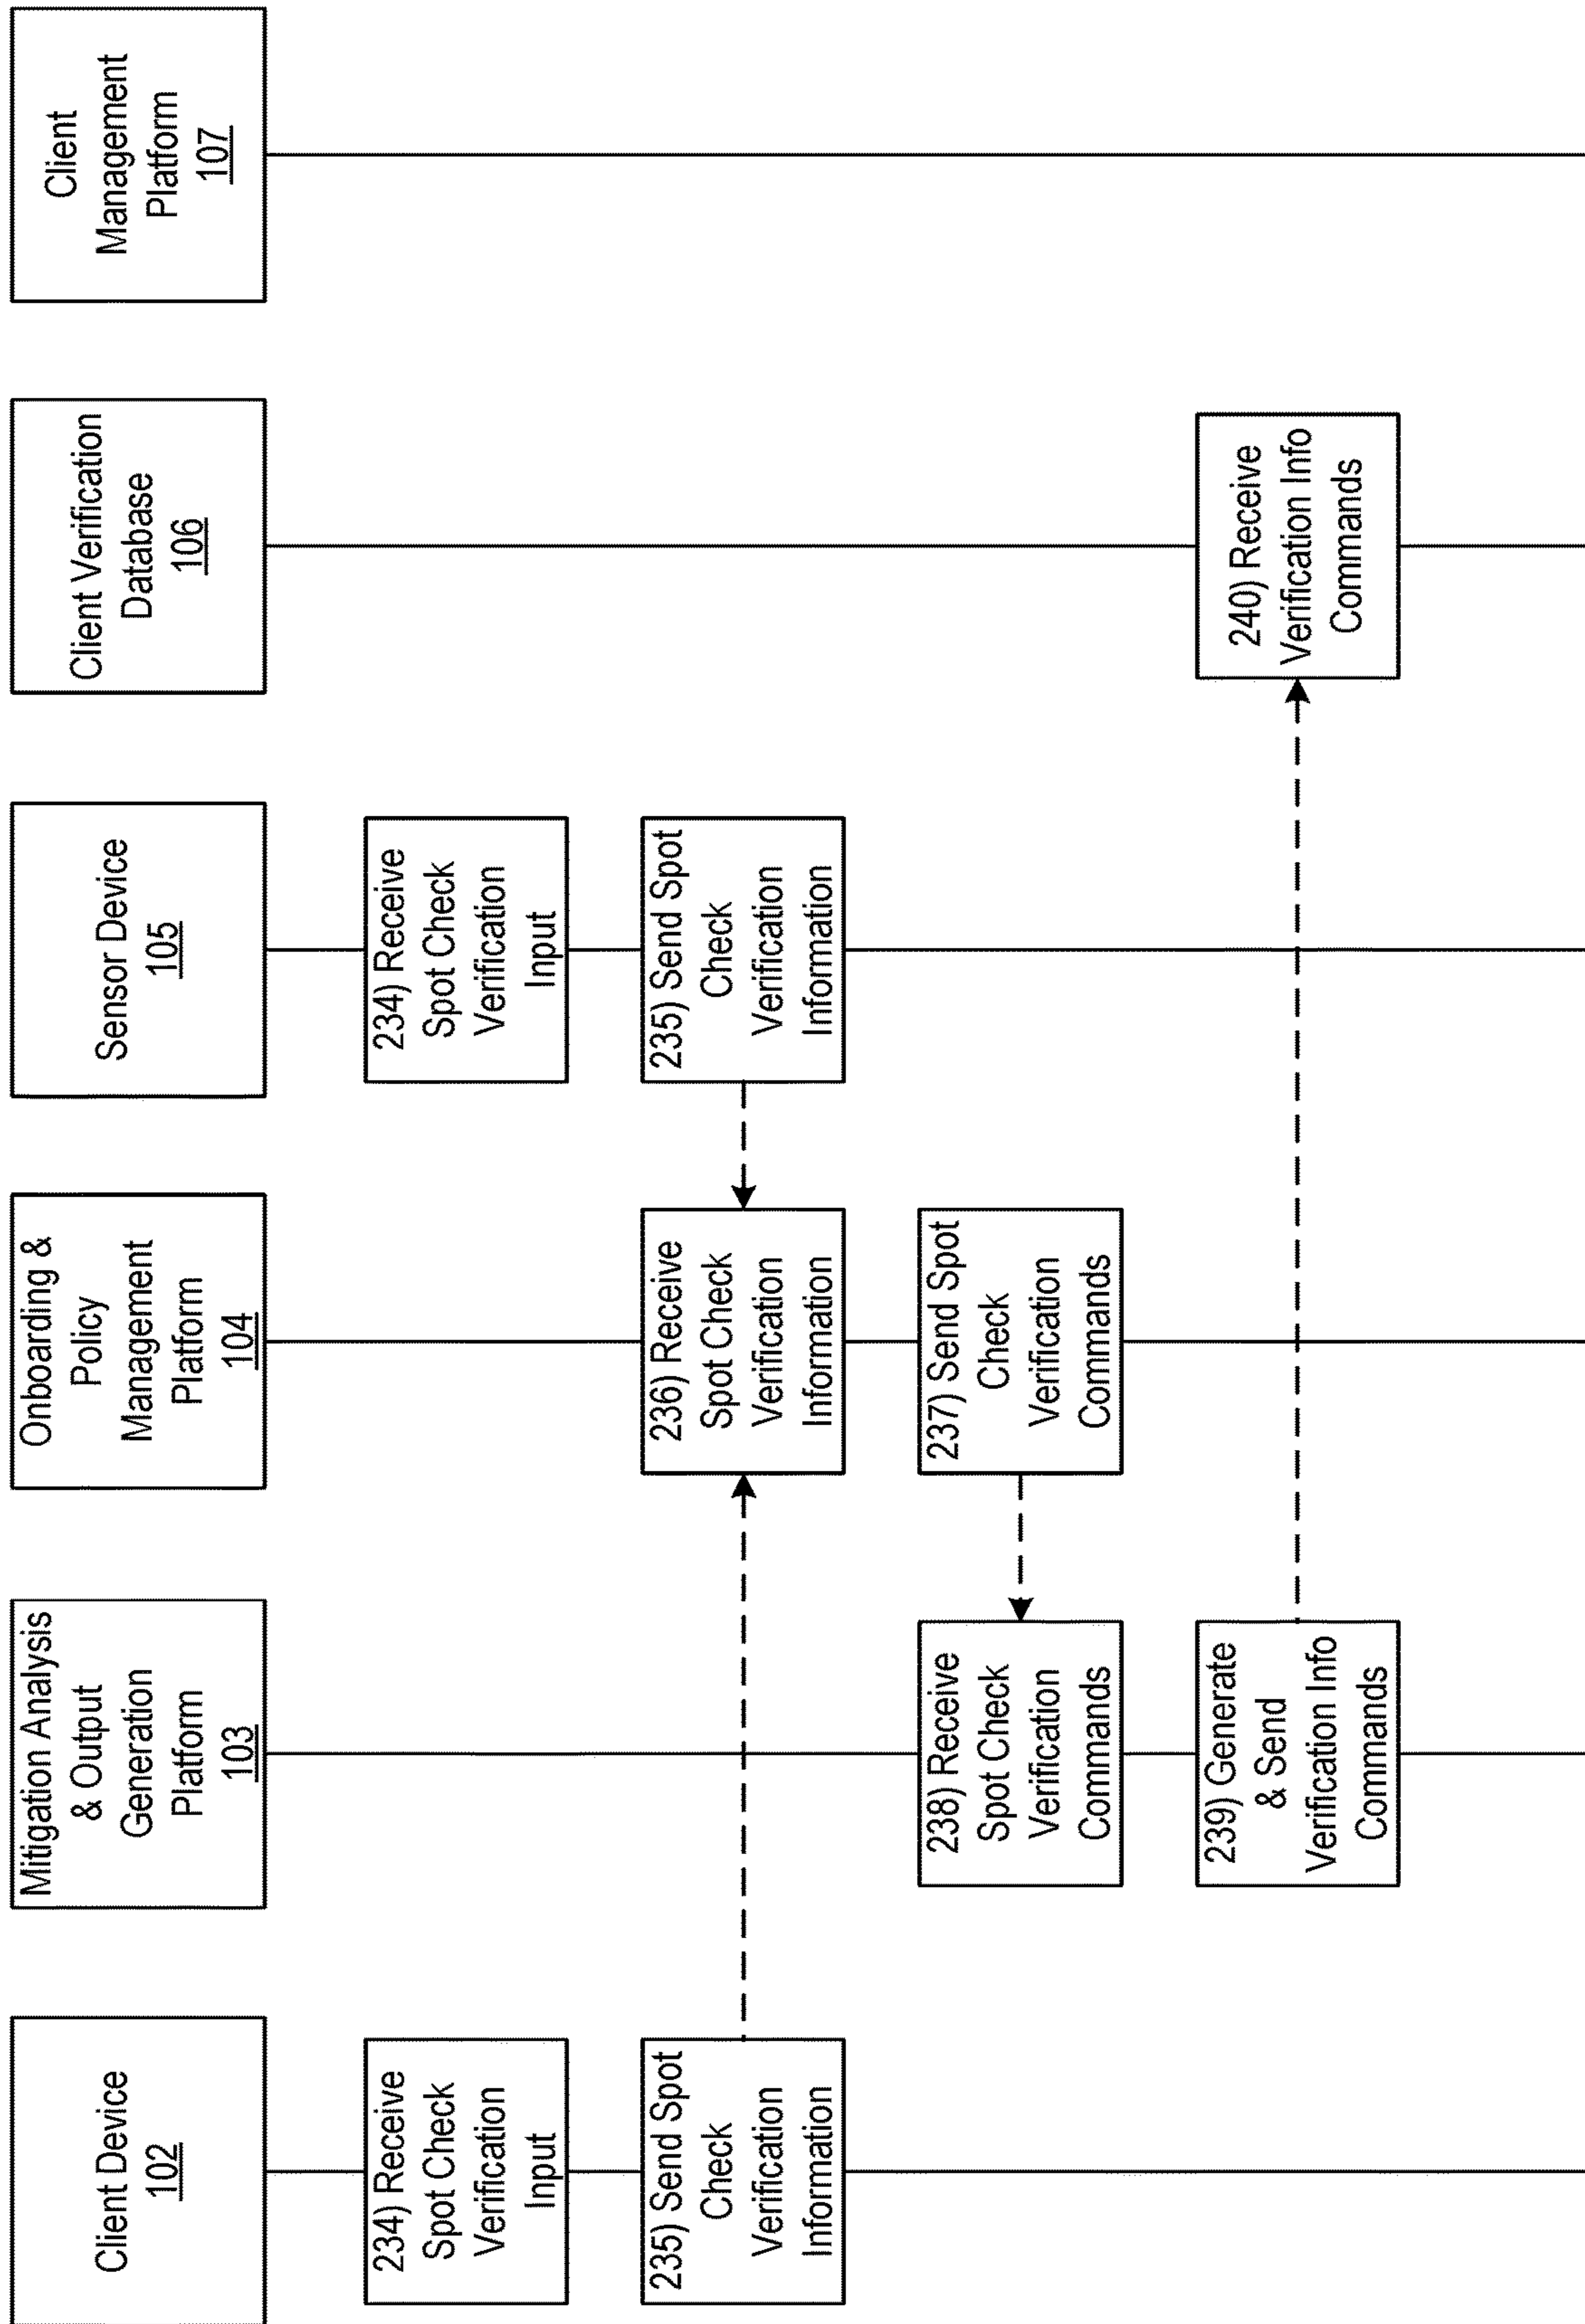 Client Device
102
Mitigation Analysis
& Output
Generation
Platform
103
Onboarding &
Policy
Management
Platform
104
Sensor Device
105
Client Verification
Database
106
Client
Management
Platform
107
234) Receive
Spot Check
Verification
Input
234) Receive
Spot Check
Verification
Input
235) Send Spot
Check
Verification
Information
236) Receive
Spot Check
Verification
Information
235) Send Spot
Check
Verification
Information
238) Receive
Spot Check
Verification
Commands
237) Send Spot
Check
Verification
Commands
239) Generate
& Send
Verification Info
Commands
240) Receive
Verification Info
Commands